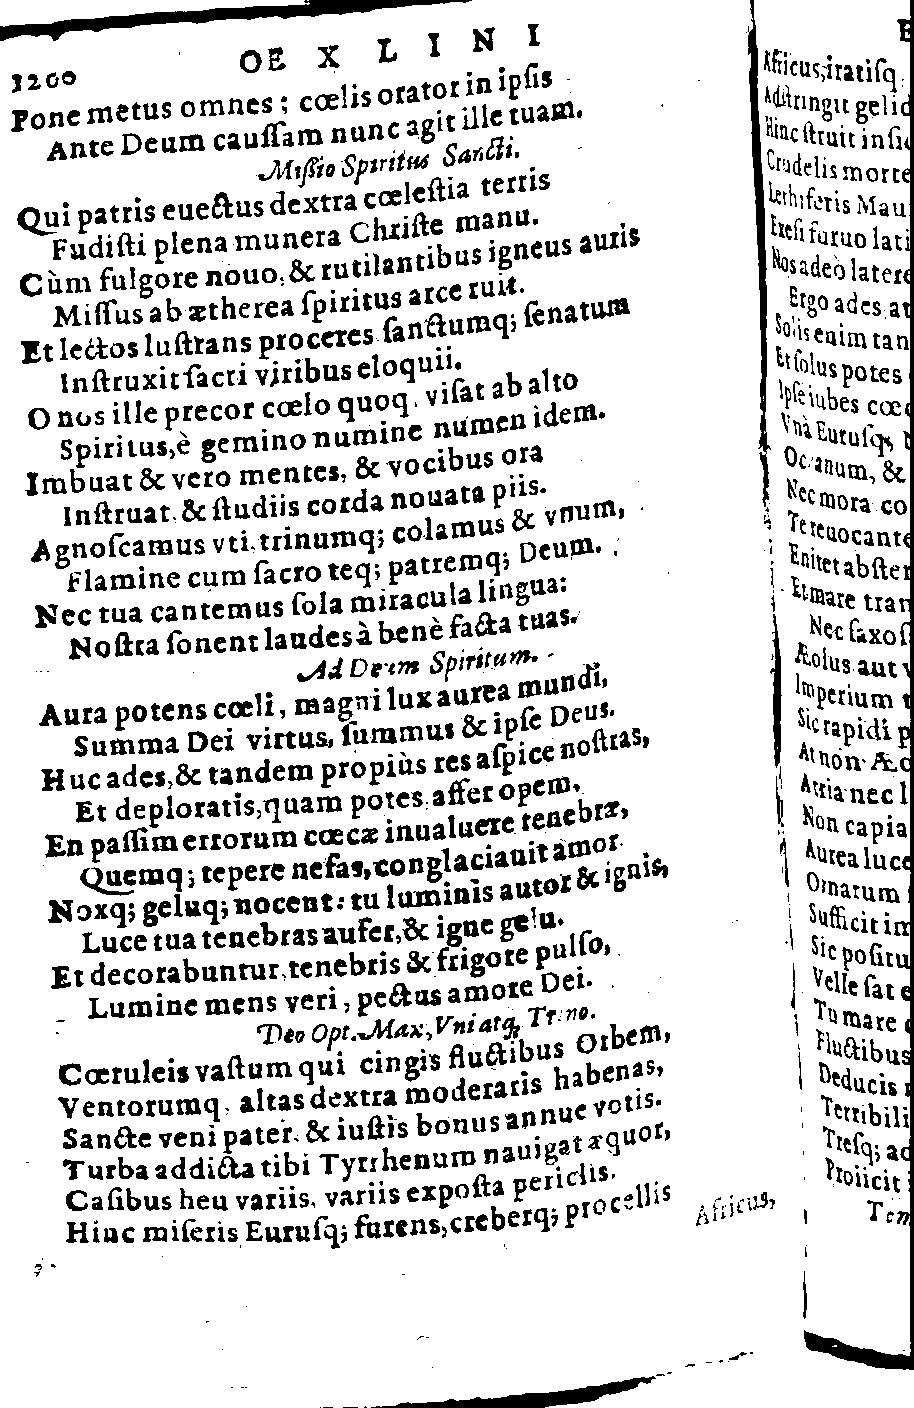 1200
OE X L I N I
Pone metus omnes ; cœlis orator in ipſis
Ante Deum cauſſam nunc agit ille tuam.
Miſsio Spiritus Sancti.
Qui patris euectus dextra cœleſtia terris
Fudiſti plena munera Chriſte manu.
Cùm fulgore nouo, & rutilantibus igneus auris
Miſſus ab ætherea ſpiritus arce ruit.
Et lectos luſtrans proceres ſanctumq; ſenatum
Inſtruxit ſacri viribus eloquii.
O nos ille precor cœlo quoq. viſat ab alto
Spiritus, è gemino numine numen idem.
Imbuat & vero mentes, & vocibus ora
Inſtruat, & ſtudiis corda nouata piis.
Agnoſcamus vti, trinumq; colamus & vnum,
Flamine cum ſacro teq; patremq; Deum.
Nec tua cantemus ſola miracula lingua:
Noſtra ſonent laudes à benè facta tuas.
Ad Deum Spiritum.
Aura potens cœli, magni lux aurea mundi,
Summa Dei virtus, ſummus & ipſe Deus.
Huc ades, & tandem propiùs res aſpice noſtras,
Et deploratis, quam potes, affer opem.
En paſſim errorum cœcæ inualuere tenebræ,
Quemq; tepere nefas, conglaciauit amor.
Noxq; geluq; nocent: tu luminis autor & ignis,
Luce tua tenebras aufer, & igne gelu.
Et decorabuntur, tenebris & frigore pulſo,
Lumine mens veri, pectus amore Dei.
Deo Opt. Max, Vni atq, Trino.
Cœruleis vaſtum qui cingis fluctibus Orbem,
Ventorumq, altas dextra moderaris habenas,
Sancte veni pater, & iuſtis bonus annue votis.
Turba addicta tibi Tyrrhenum nauigat æquor,
Caſibus heu variis, variis expoſta periclis.
Hinc miſeris Euruſq; furens, creberq; procellis
Africus,
Africus, iratiſq
Adſtringit gelid
Hinc ſtruit inſi
Crudelis morte
Lethiferis Mau
Nos adeò latere
Ergo ades
Solis enim tan
Et ſolus potes
Ipſe iubes cœ
Vnà Euruſq,
Oceanum, &
Nec mora co
Te reuocante
Enitet abſter
Et mare tran
Nec ſaxoſ
Æolus aut v
Imperium
Sic rapidi p
At non Æo
Atria nec l
Non capia
Aurea luce
Ornatum
Sufficit im
Sic poſitu
Velle ſat e
Tu mare
Fluctibus
Deducis
Terribili
Treſq; ad
Proiicit
Tem